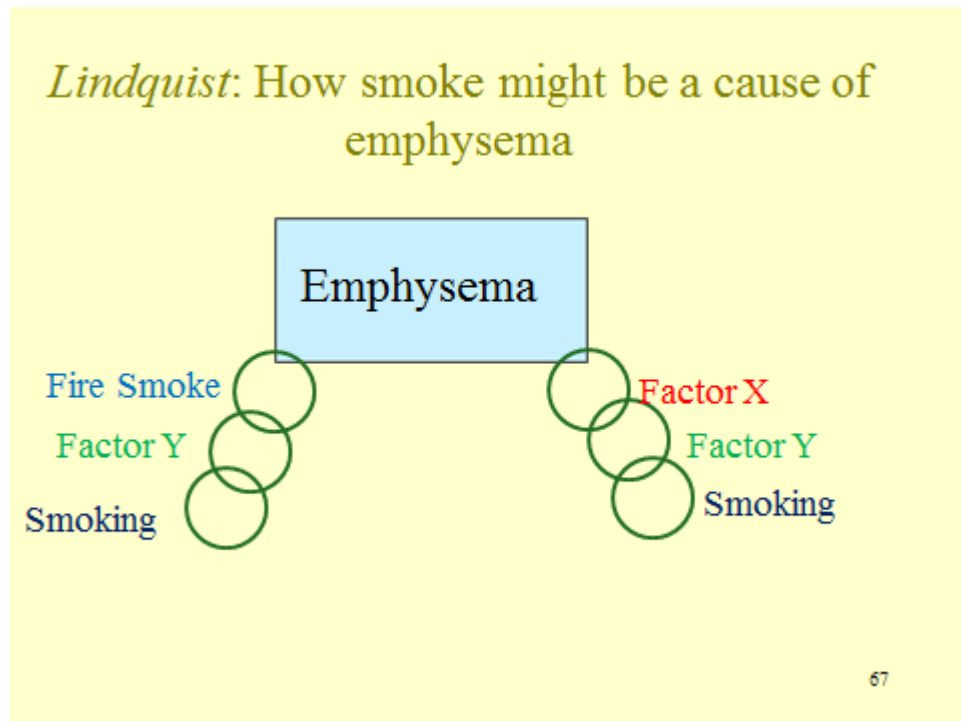 Lindquist: How smoke might be a cause of
emphysema
Emphysema
Fire Smoke
Factor Y
Smoking
Factor X
Factor Y
Smoking
67